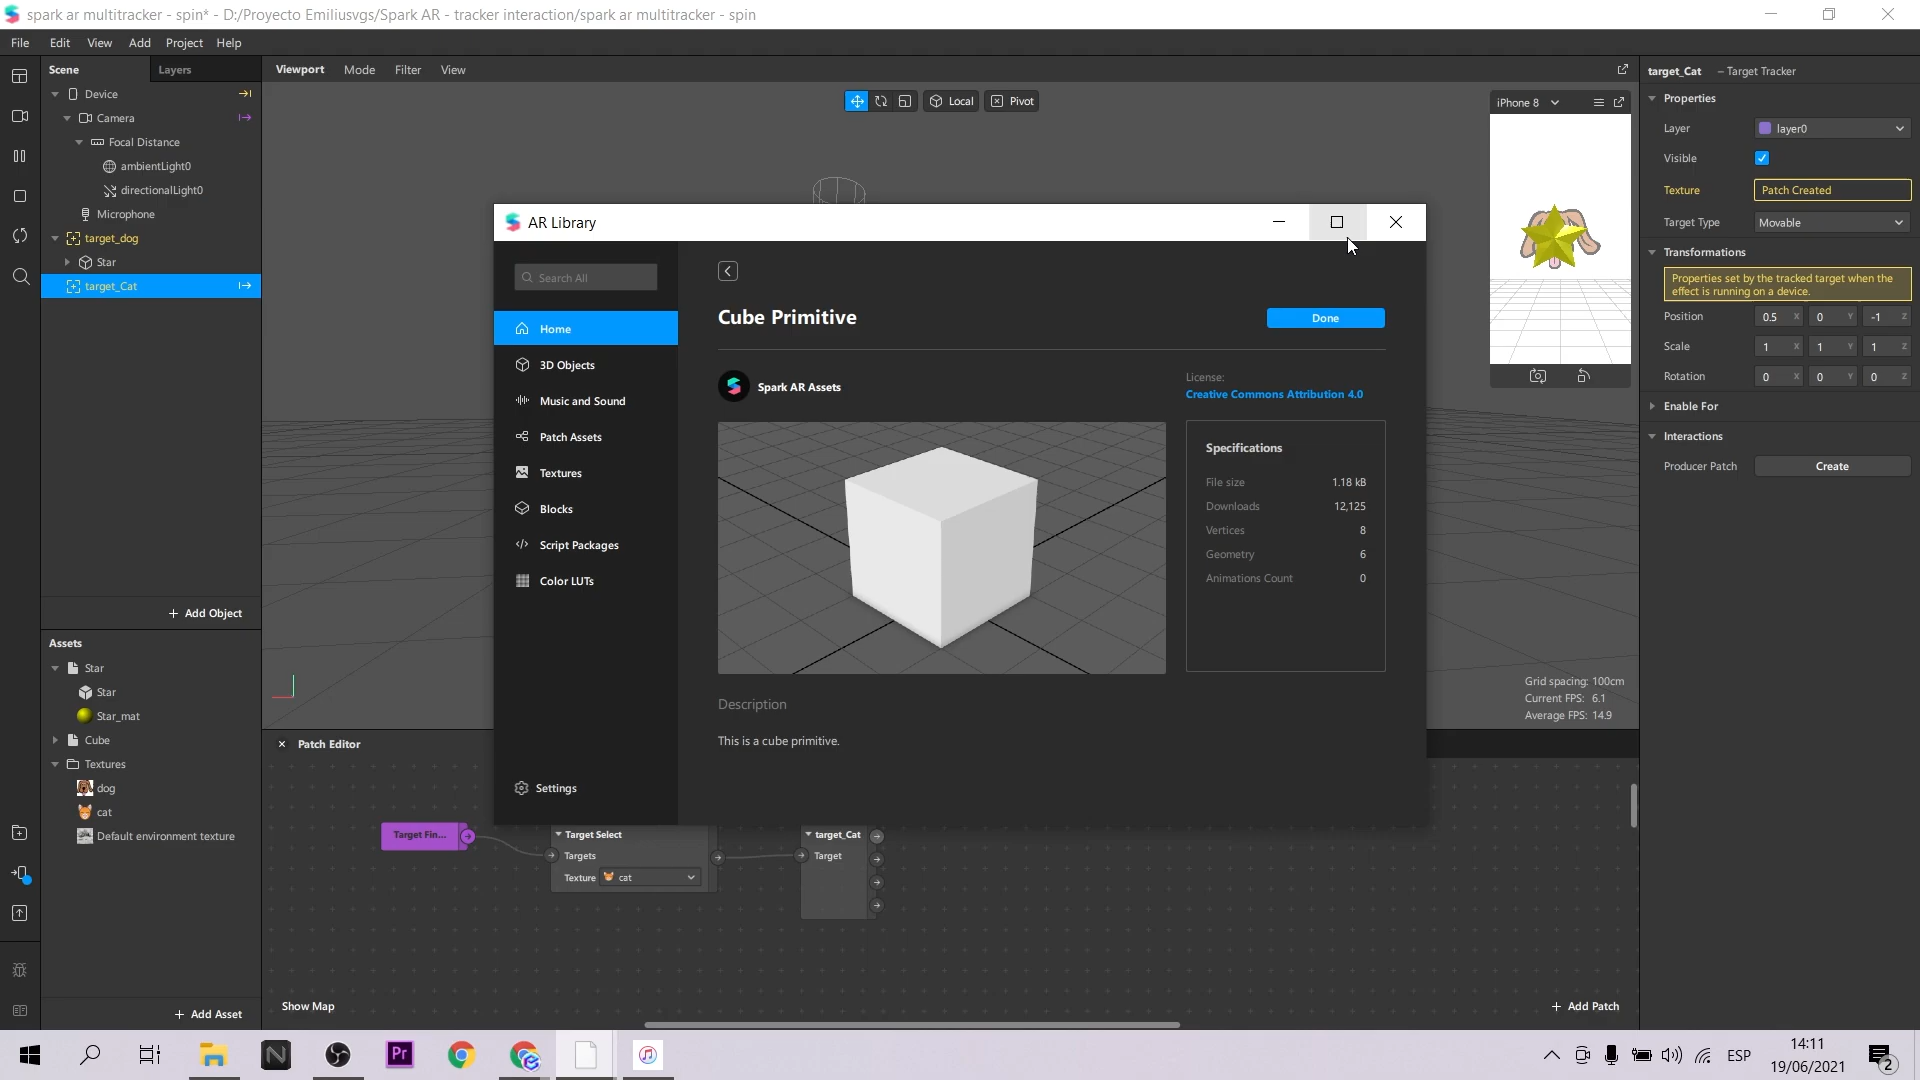 spark ar multitracker - spin* - D:/Proyecto Emiliusvgs/Spark AR - tracker interaction/spark ar multitracker - spin
File Edit View Add Project Help
Scene Layers
Viewport Mode Filter View
target_Cat – Target Tracker
Device
Camera
Focal Distance
ambientLight0
directionalLight0
Microphone
target_dog
Star
target_Cat
+ Add Object
Local
Pivot
iPhone 8
Properties
Layer layer0
Visible
Texture Patch Created
Target Type Movable
Transformations
Properties set by the tracked target when the
effect is running on a device.
Position 0.5 X 0 Y -1 Z
Scale 1 X 1 Y 1 Z
Rotation 0 X 0 Y 0 Z
Enable For
Interactions
Producer Patch Create
AR Library
Search All
Home
3D Objects
Music and Sound
Patch Assets
Textures
Blocks
Script Packages
Color LUTs
Settings
Cube Primitive
Done
Spark AR Assets
License:
Creative Commons Attribution 4.0
Specifications
File size 1.18 kB
Downloads 12,125
Vertices 8
Geometry 6
Animations Count 0
Description
This is a cube primitive.
Grid spacing: 100cm
Current FPS: 6.1
Average FPS: 14.9
Assets
Star
Star
Star_mat
Cube
Textures
dog
cat
Default environment texture
+ Add Asset
Patch Editor
Target Fin...
Target Select
Targets
Texture cat
target_Cat
Target
Show Map
+ Add Patch
N
Pr
ESP
14:11
19/06/2021
2